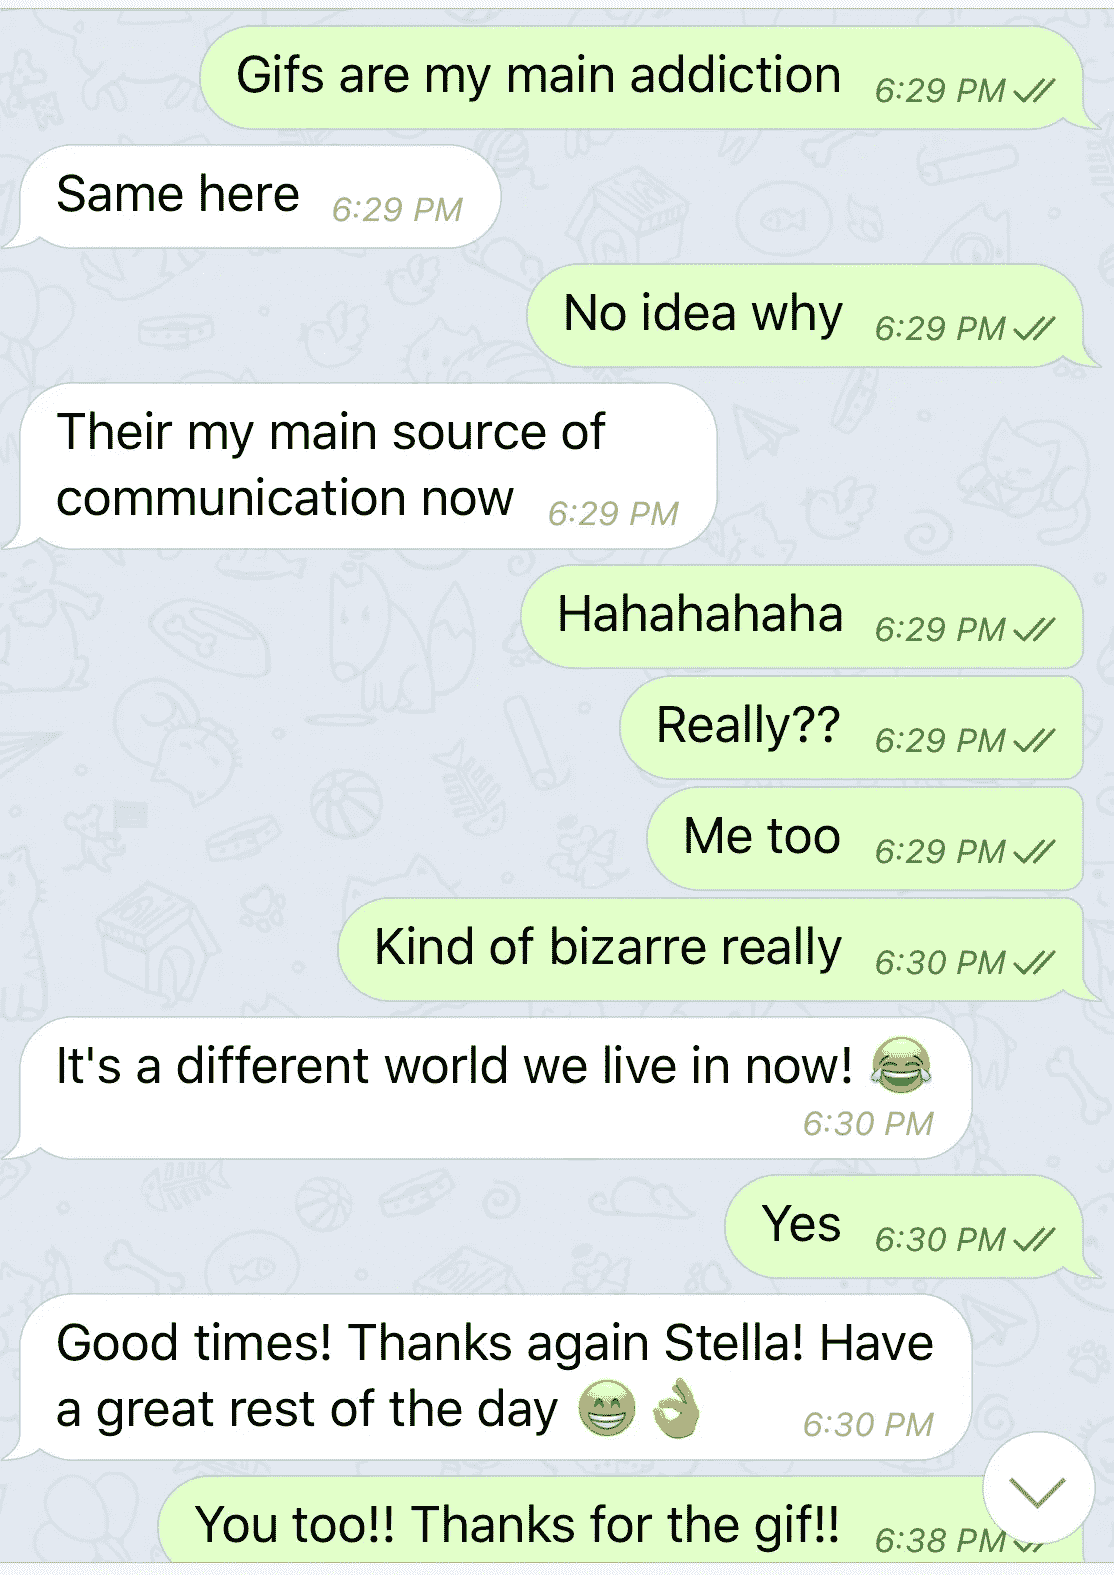 Gifs are my main addiction 6:29 PM
Same here 6:29 PM
No idea why 6:29 PM
Their my main source of
communication now 6:29 PM
Hahahahaha 6:29 PM
Really?? 6:29 PM
Me too 6:29 PM
Kind of bizarre really 6:30 PM
It's a different world we live in now! 😂
6:30 PM
Yes 6:30 PM
Good times! Thanks again Stella! Have
a great rest of the day 😁👌 6:30 PM
You too!! Thanks for the gif!! 6:38 PM